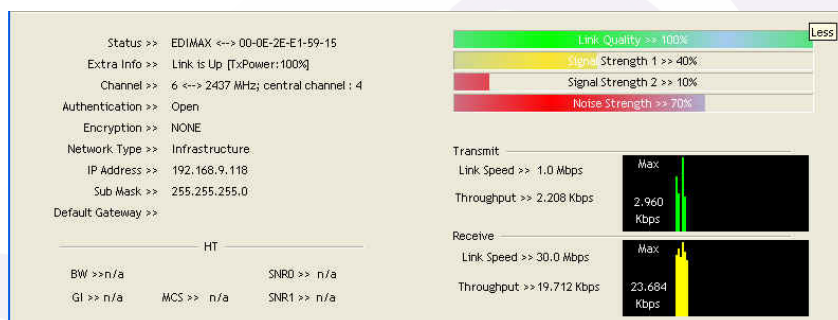 Status >> EDIMAX <--> 00-0E-2E-E1-59-15
Extra Info >> Link is Up [TxPower:100%]
Channel >> 6 <--> 2437 MHz; central channel : 4
Authentication >> Open
Encryption >> NONE
Network Type >> Infrastructure
IP Address >> 192.168.9.118
Sub Mask >> 255.255.255.0
Default Gateway >>
HT
BW >>n/a SNR0 >> n/a
GI >> n/a MCS >> n/a SNR1 >> n/a
Less
Link Quality >> 100%
Signal Strength 1 >> 40%
Signal Strength 2 >> 10%
Noise Strength >> 70%
Transmit
Link Speed >> 1.0 Mbps
Throughput >> 2.208 Kbps
Max
2.960
Kbps
Receive
Link Speed >> 30.0 Mbps
Throughput >> 19.712 Kbps
Max
23.684
Kbps